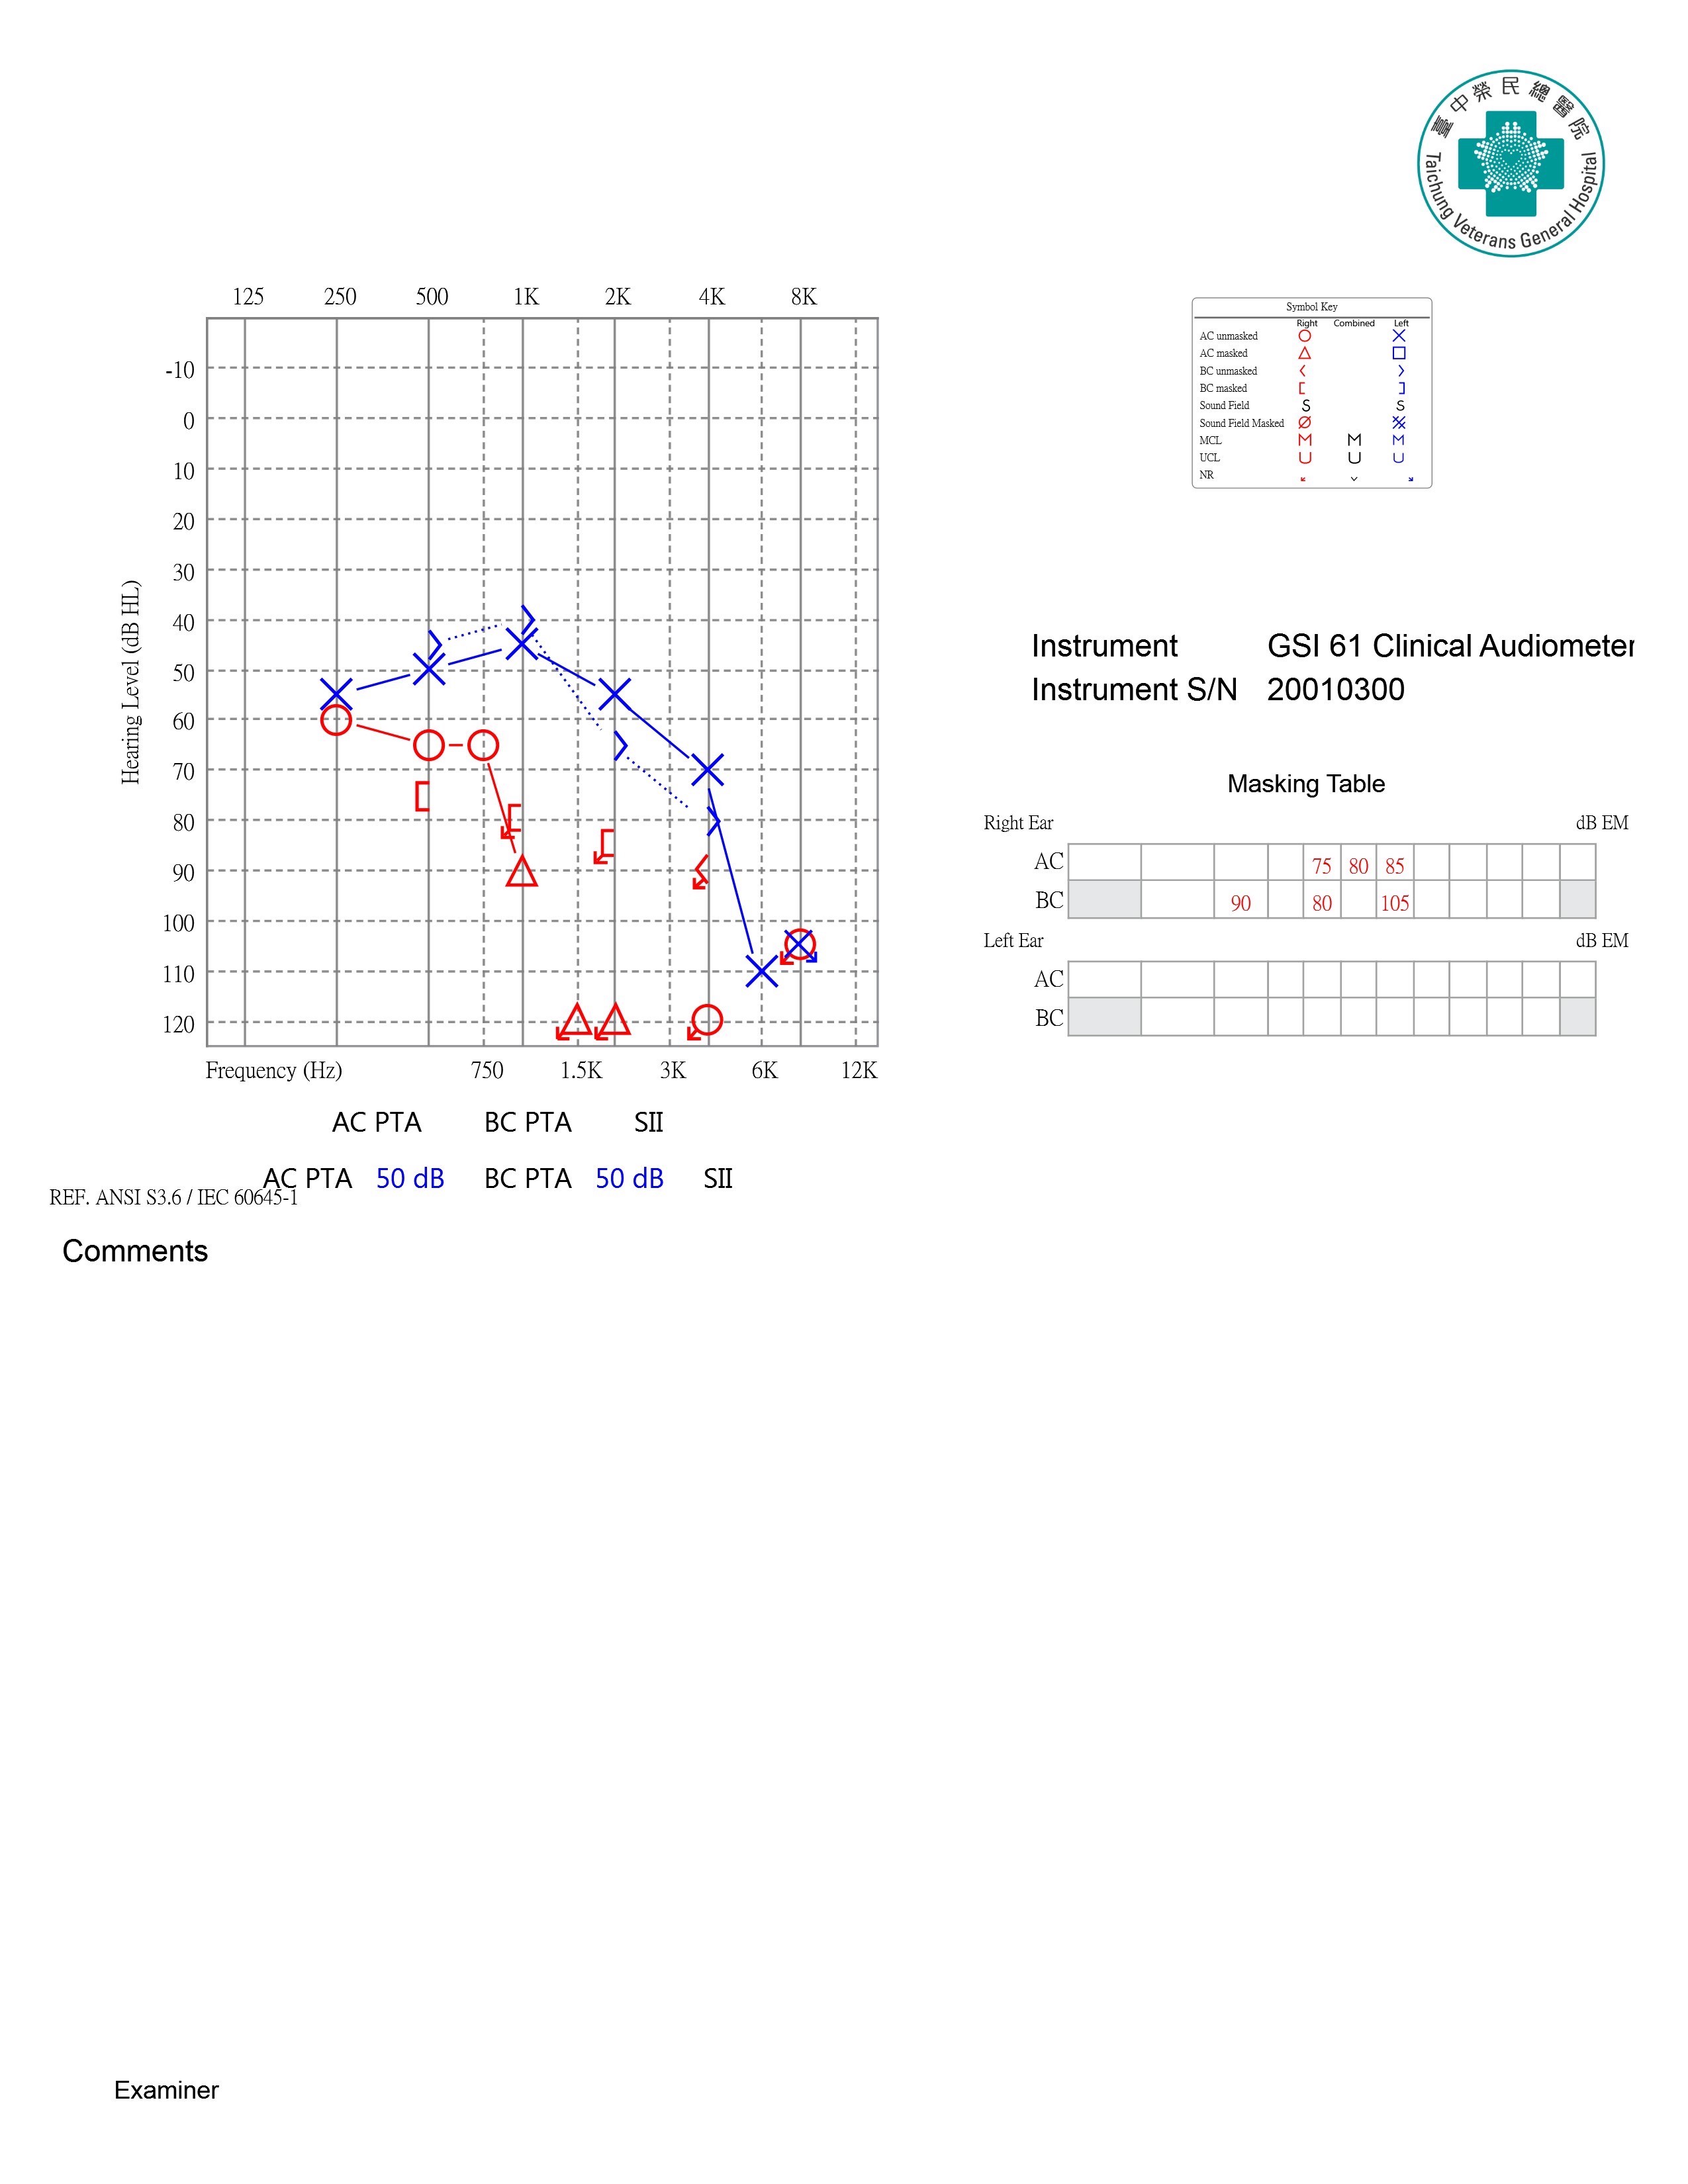 臺中榮民總醫院
Taichung Veterans General Hospital
125 250 500 1K 2K 4K 8K
Symbol Key
Right Combined Left
AC unmasked
AC masked
BC unmasked
BC masked
Sound Field S S
Sound Field Masked
MCL M M M
UCL U U U
NR
-10
0
10
20
30
40
50
60
70
80
90
100
110
120
Hearing Level (dB HL)
Frequency (Hz) 750 1.5K 3K 6K 12K
Instrument GSI 61 Clinical Audiometer
Instrument S/N 20010300
Masking Table
Right Ear dB EM
AC 75 80 85
BC 90 80 105
Left Ear dB EM
AC
BC
AC PTA BC PTA SII
AC PTA 50 dB BC PTA 50 dB SII
REF. ANSI S3.6 / IEC 60645-1
Comments
Examiner